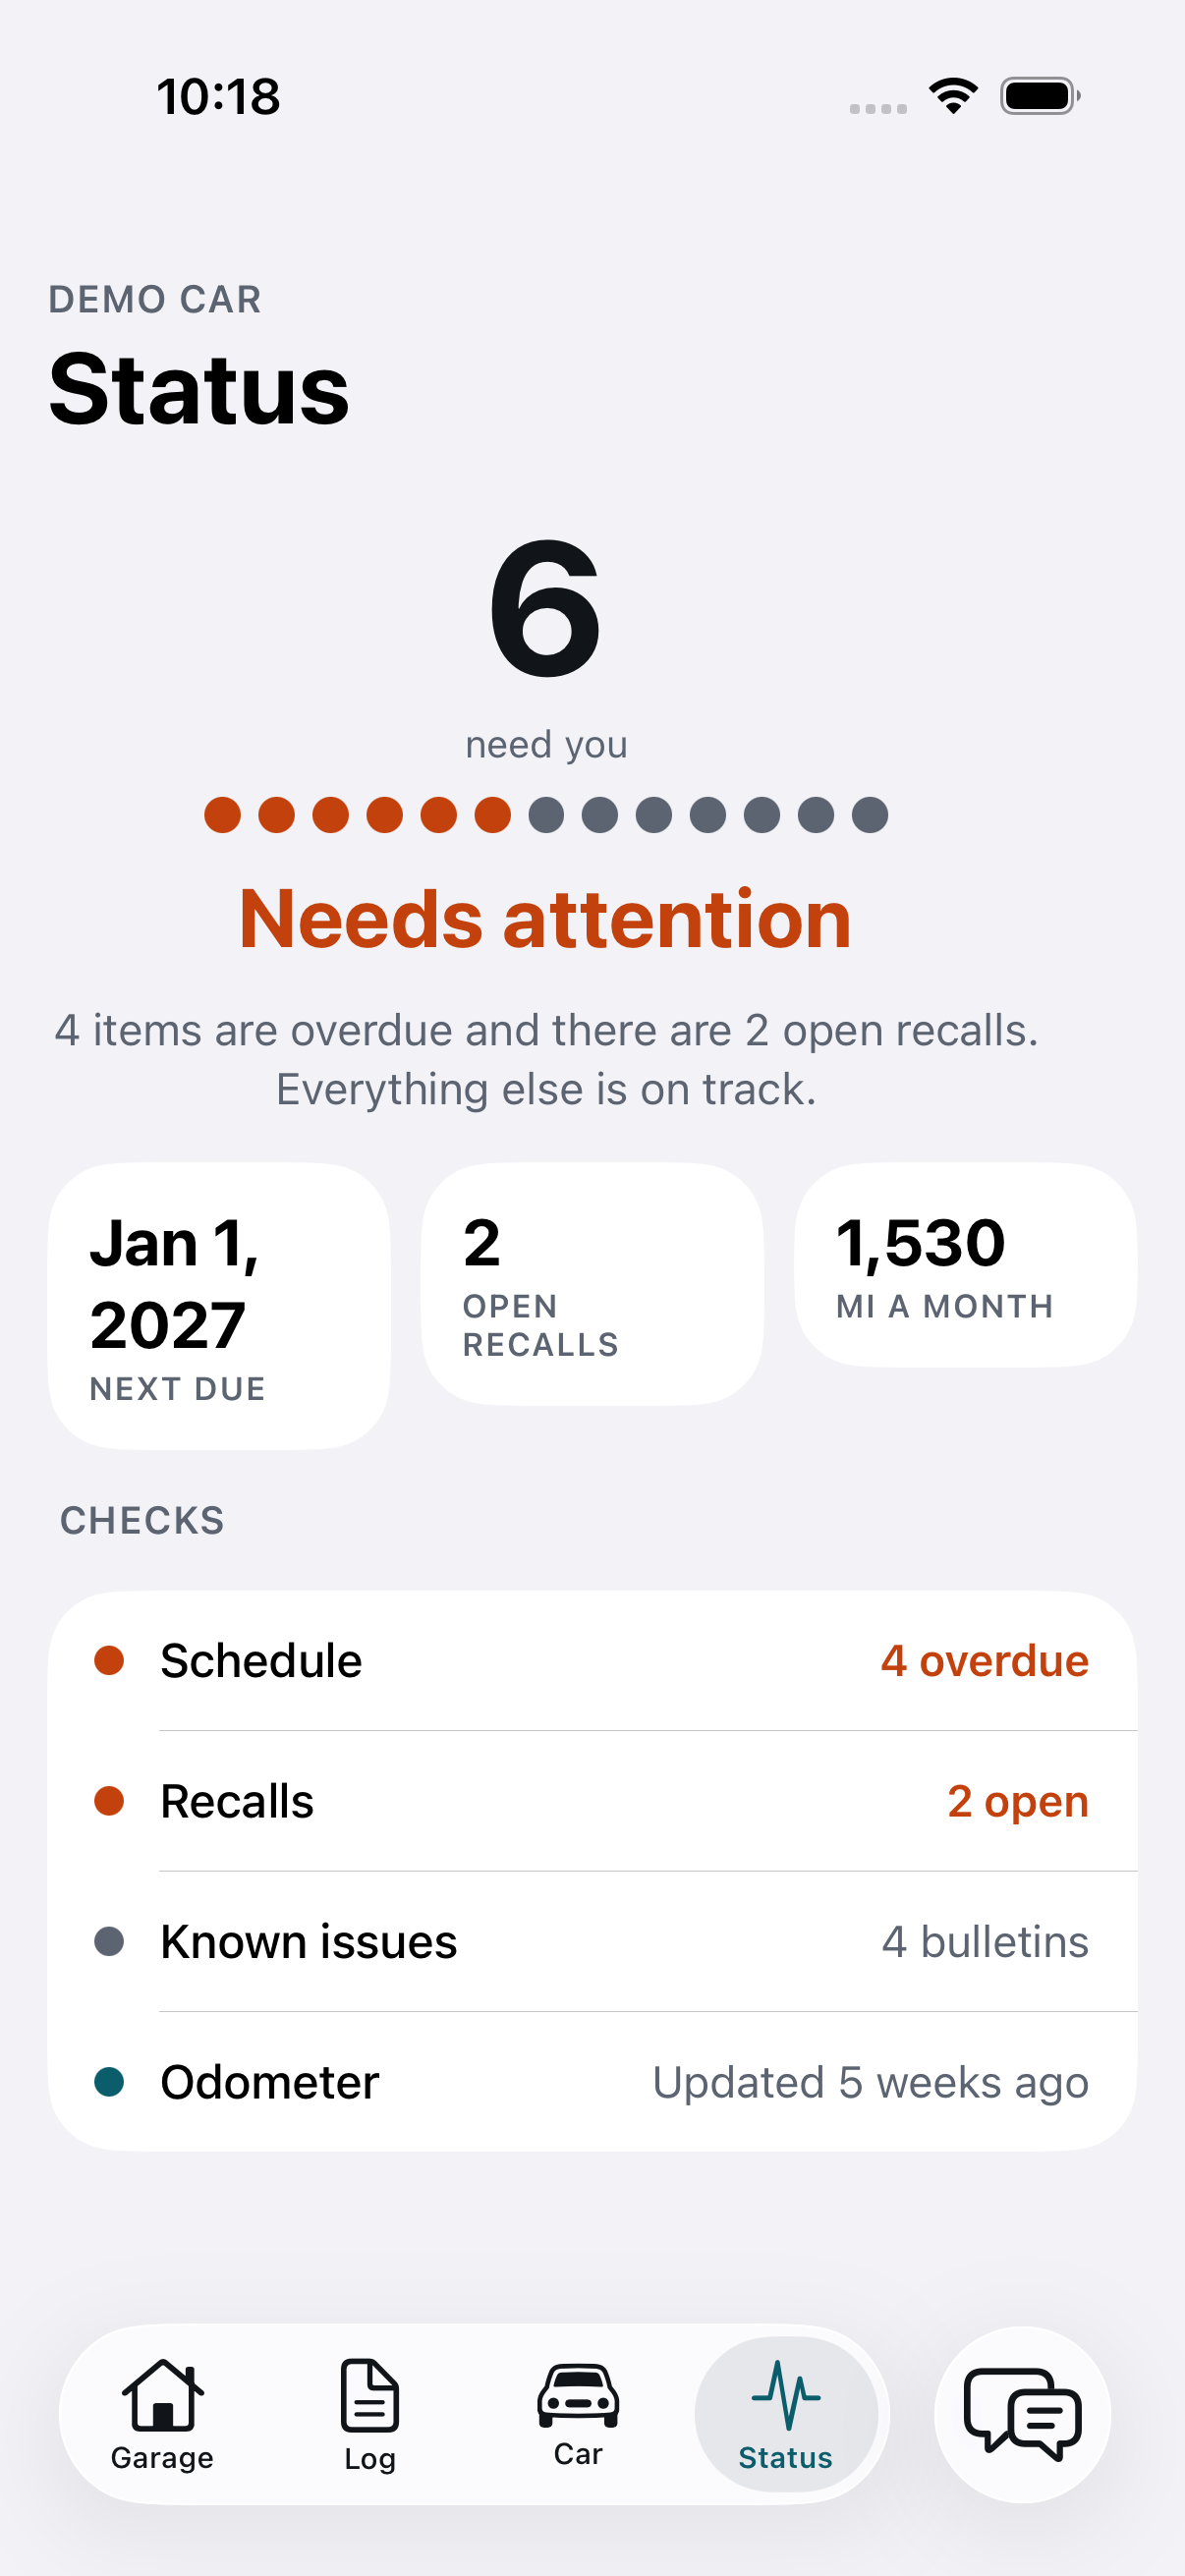 10:18
DEMO CAR
Status
6
need you
Needs attention
4 items are overdue and there are 2 open recalls.
Everything else is on track.
Jan 1,
2027
NEXT DUE
2
OPEN
RECALLS
1,530
MI A MONTH
CHECKS
Schedule 4 overdue
Recalls 2 open
Known issues 4 bulletins
Odometer Updated 5 weeks ago
Garage Log Car Status